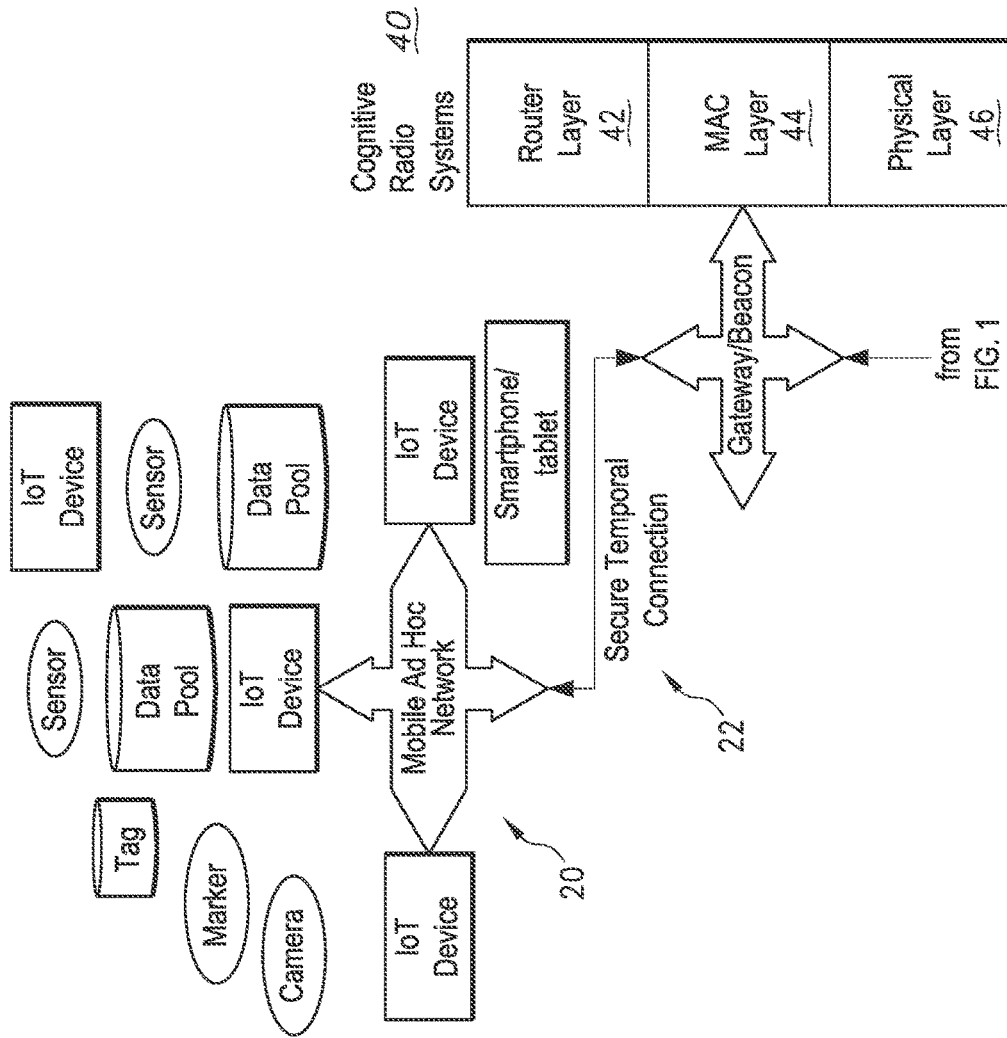 IoT
Device
Sensor
Data
Pool
Sensor
Data
Pool
IoT
Device
Tag
Marker
Camera
IoT
Device
Mobile Ad Hoc
Network
IoT
Device
Smartphone/
tablet
20
Secure Temporal
Connection
22
Gateway/Beacon
from
FIG. 1
Cognitive
Radio
Systems
40
Router
Layer
42
MAC
Layer
44
Physical
Layer
46